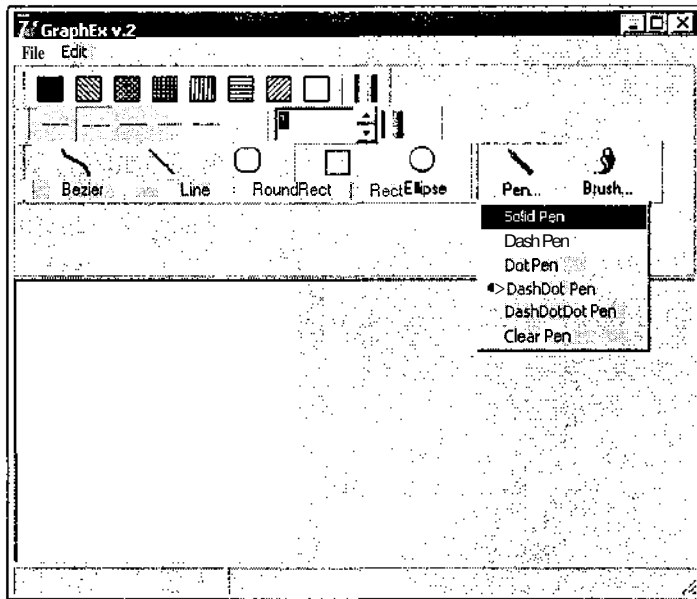 GraphEx v.2
File Edit
Bezier Line RoundRect Rect Ellipse Pen... Brush...
Solid Pen
Dash Pen
Dot Pen
DashDot Pen
DashDotDot Pen
Clear Pen